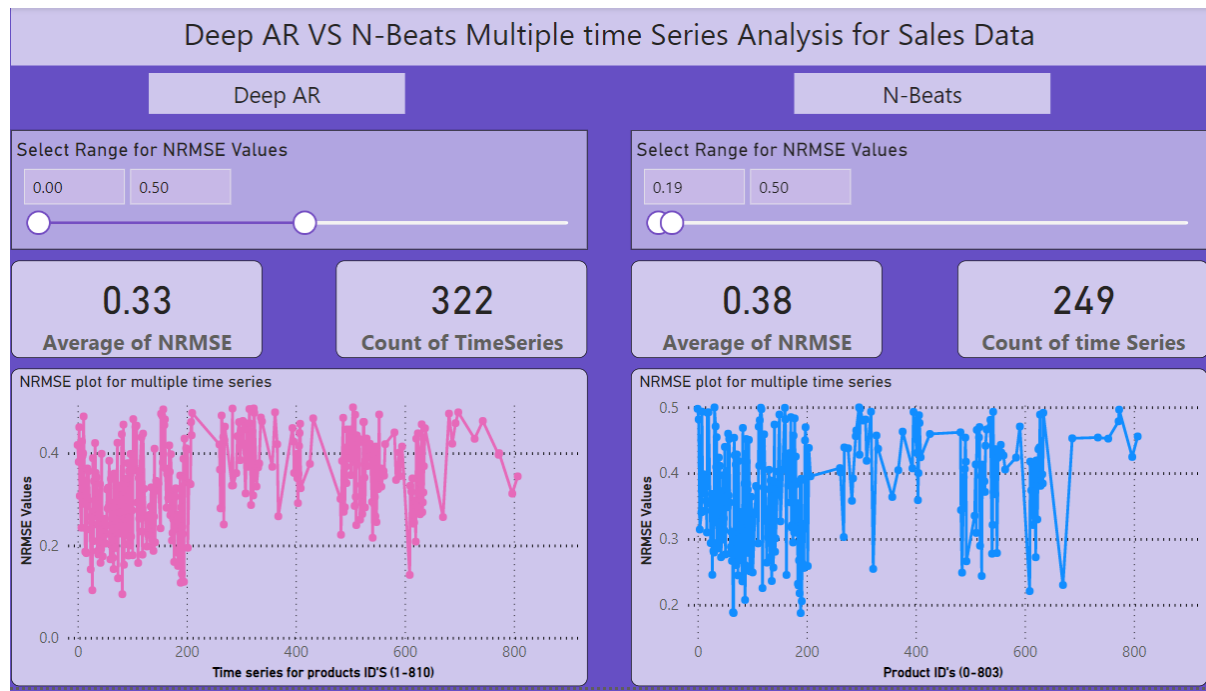 Deep AR VS N-Beats Multiple time Series Analysis for Sales Data
Deep AR
Select Range for NRMSE Values
0.00 0.50
0.33
Average of NRMSE
322
Count of TimeSeries
NRMSE plot for multiple time series
NRMSE Values
0.4
0.2
0.0
0 200 400 600 800
Time series for products ID'S (1-810)
N-Beats
Select Range for NRMSE Values
0.19 0.50
0.38
Average of NRMSE
249
Count of time Series
NRMSE plot for multiple time series
NRMSE Values
0.5
0.4
0.3
0.2
0 200 400 600 800
Product ID's (0-803)